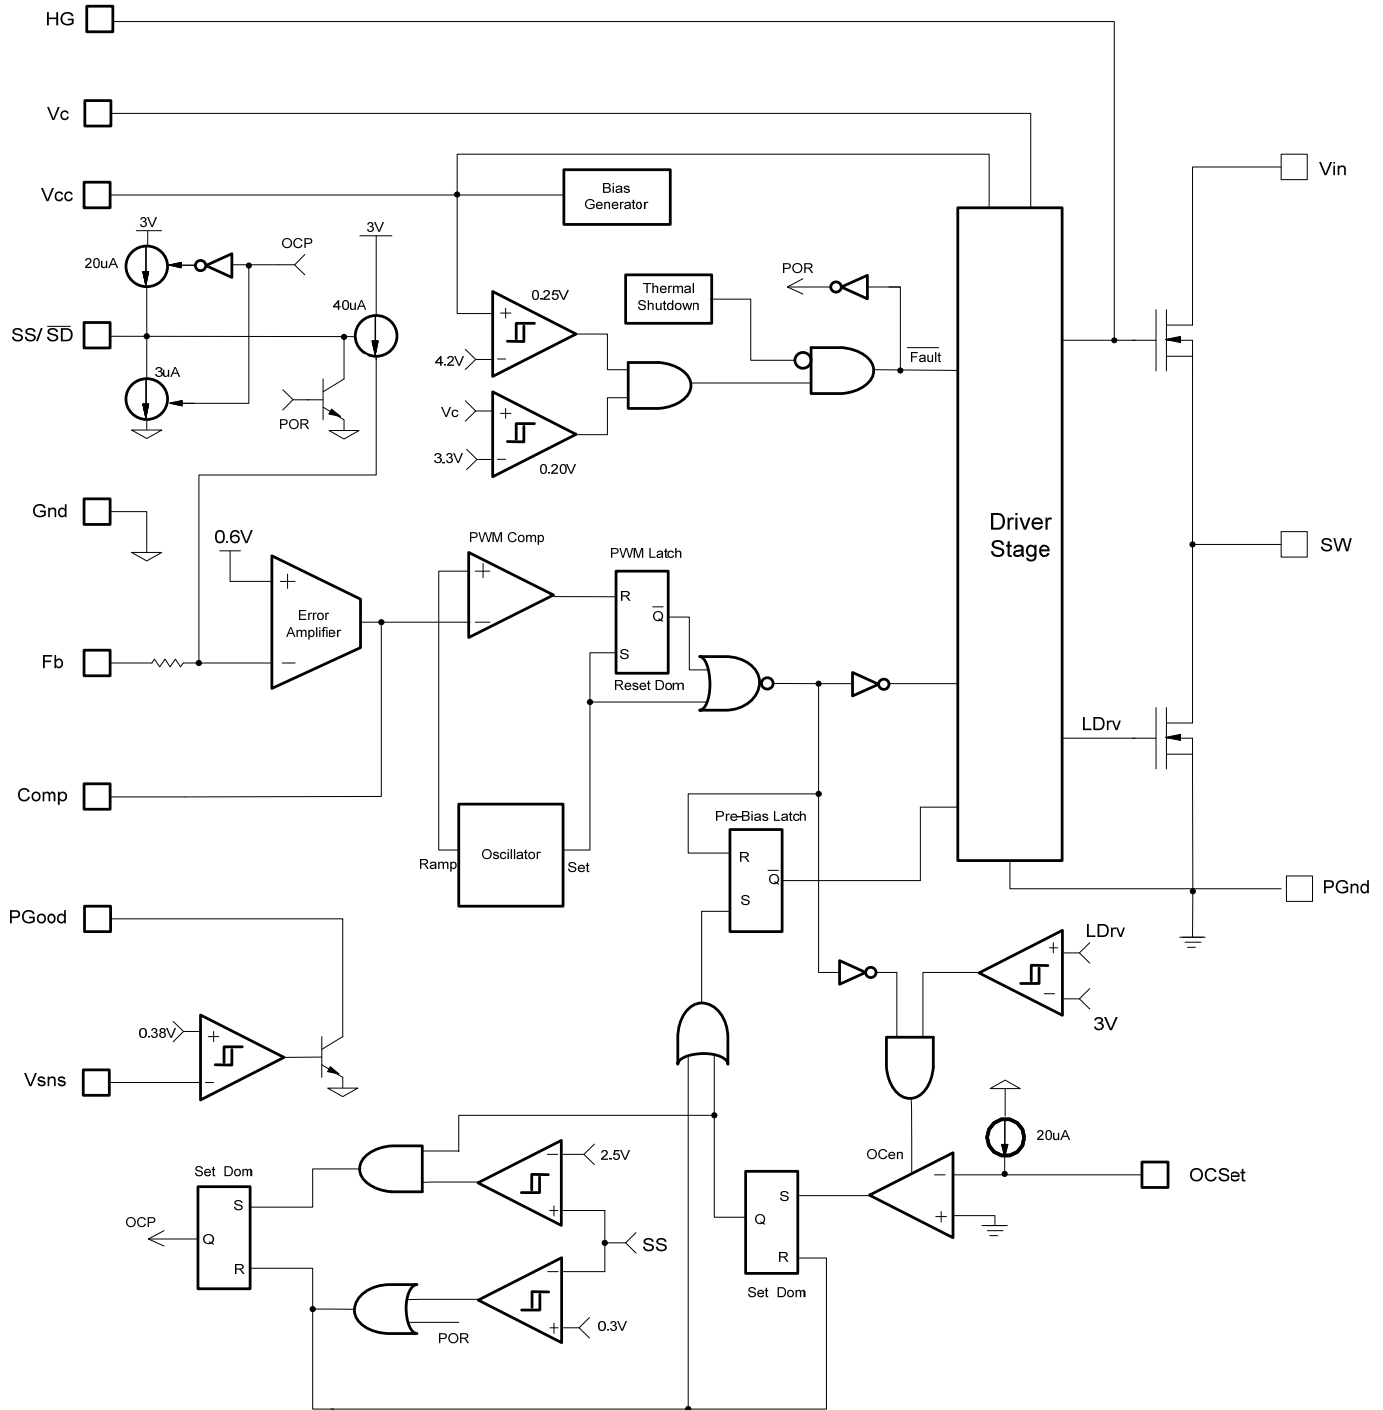 HG
Vc
Vin
Vcc
Bias
Generator
3V
3V
OCP
20uA
POR
Thermal
Shutdown
0.25V
40uA
SS/SD
Fault
4.2V
3uA
Vc
POR
3.3V
0.20V
Gnd
Driver
Stage
0.6V
PWM Comp
SW
PWM Latch
+
R
Q
Error
Amplifier
+
−
S
Fb
−
Reset Dom
LDrv
Comp
Pre-Bias Latch
Ramp
Oscillator
Set
R
Q
S
PGnd
PGood
LDrv
+
−
3V
0.38V
+
−
Vsns
20uA
OCen
2.5V
−
+
Set Dom
S
Q
R
OCP
SS
−
+
0.3V
POR
S
Q
R
Set Dom
−
+
OCSet
+
−
+
−